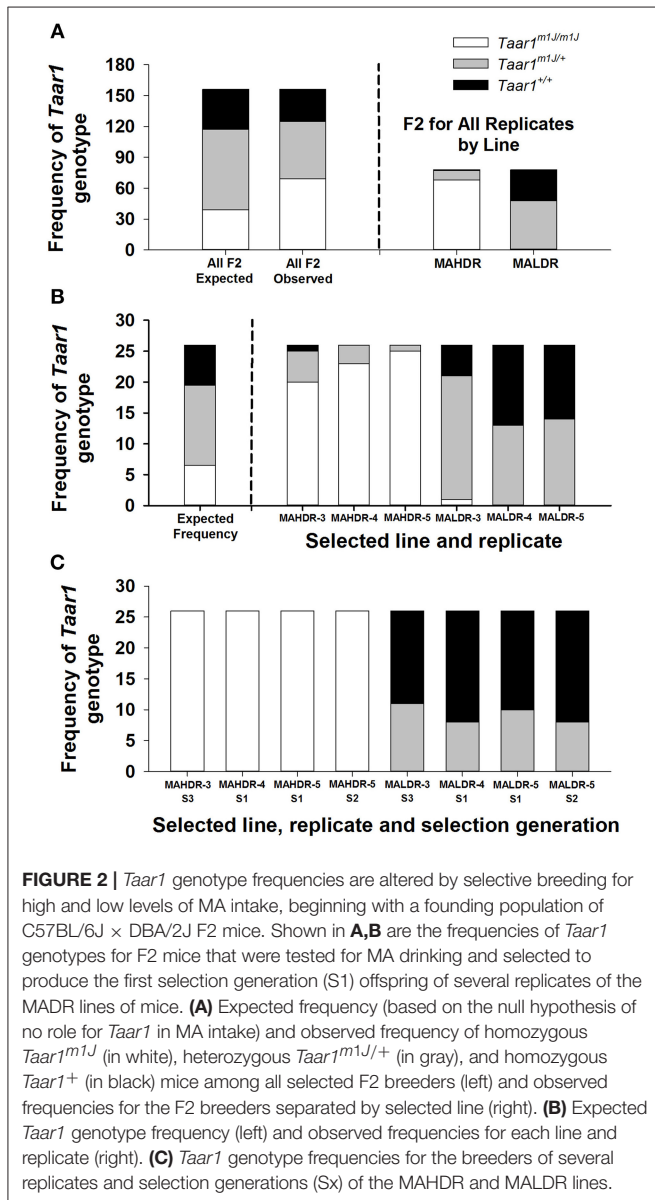 A
Taar1^m1J/m1J
Taar1^m1J/+
Taar1^+/+
Frequency of Taar1
genotype
180
150
120
90
60
30
0
F2 for All Replicates
by Line
All F2
Expected
All F2
Observed
MAHDR
MALDR
B
Frequency of Taar1
genotype
30
25
20
15
10
5
0
Expected
Frequency
MAHDR-3
MAHDR-4
MAHDR-5
MALDR-3
MALDR-4
MALDR-5
Selected line and replicate
C
Frequency of Taar1
genotype
30
25
20
15
10
5
0
MAHDR-3
S3
MAHDR-4
S1
MAHDR-5
S1
MAHDR-5
S2
MALDR-3
S3
MALDR-4
S1
MALDR-5
S1
MALDR-5
S2
Selected line, replicate and selection generation
FIGURE 2 | Taar1 genotype frequencies are altered by selective breeding for
high and low levels of MA intake, beginning with a founding population of
C57BL/6J × DBA/2J F2 mice. Shown in A,B are the frequencies of Taar1
genotypes for F2 mice that were tested for MA drinking and selected to
produce the first selection generation (S1) offspring of several replicates of the
MADR lines of mice. (A) Expected frequency (based on the null hypothesis of
no role for Taar1 in MA intake) and observed frequency of homozygous
Taar1^m1J (in white), heterozygous Taar1^m1J/+ (in gray), and homozygous
Taar1^+ (in black) mice among all selected F2 breeders (left) and observed
frequencies for the F2 breeders separated by selected line (right). (B) Expected
Taar1 genotype frequency (left) and observed frequencies for each line and
replicate (right). (C) Taar1 genotype frequencies for the breeders of several
replicates and selection generations (Sx) of the MAHDR and MALDR lines.